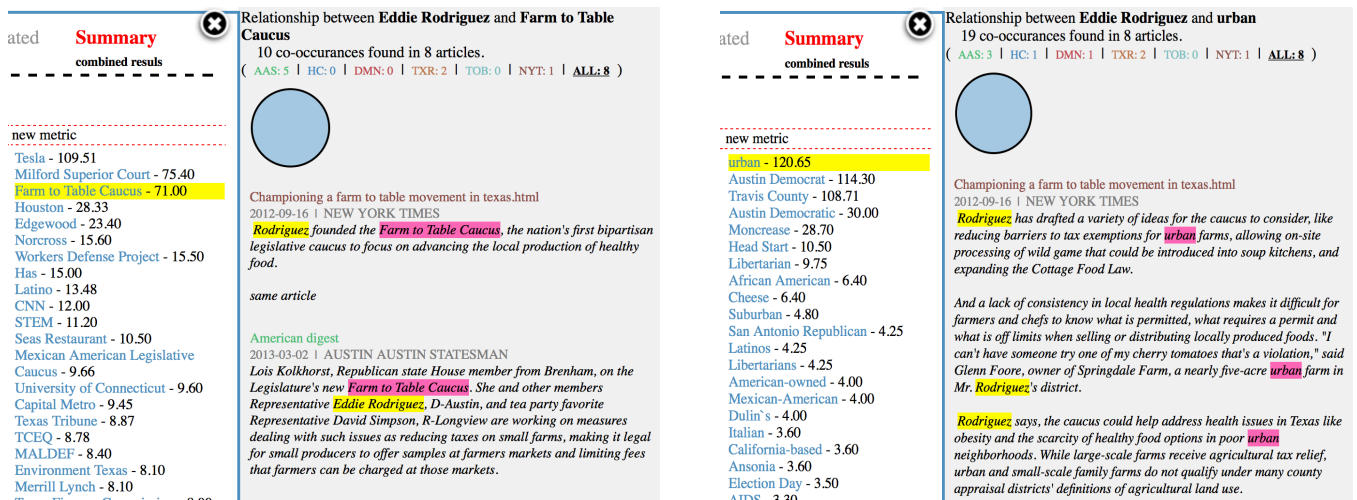 ated Summary
combined resuls
new metric
Tesla - 109.51
Milford Superior Court - 75.40
Farm to Table Caucus - 71.00
Houston - 28.33
Edgewood - 23.40
Norcross - 15.60
Workers Defense Project - 15.50
Has - 15.00
Latino - 13.48
CNN - 12.00
STEM - 11.20
Seas Restaurant - 10.50
Mexican American Legislative
Caucus - 9.66
University of Connecticut - 9.60
Capital Metro - 9.45
Texas Tribune - 8.87
TCEQ - 8.78
MALDEF - 8.40
Environment Texas - 8.10
Merrill Lynch - 8.10
Relationship between Eddie Rodriguez and Farm to Table
Caucus
10 co-occurances found in 8 articles.
( AAS: 5 | HC: 0 | DMN: 0 | TXR: 2 | TOB: 0 | NYT: 1 | ALL: 8 )
Championing a farm to table movement in texas.html
2012-09-16 | NEW YORK TIMES
Rodriguez founded the Farm to Table Caucus, the nation's first bipartisan
legislative caucus to focus on advancing the local production of healthy
food.
same article
American digest
2013-03-02 | AUSTIN AUSTIN STATESMAN
Lois Kolkhorst, Republican state House member from Brenham, on the
Legislature's new Farm to Table Caucus. She and other members
Representative Eddie Rodriguez, D-Austin, and tea party favorite
Representative David Simpson, R-Longview are working on measures
dealing with such issues as reducing taxes on small farms, making it legal
for small producers to offer samples at farmers markets and limiting fees
that farmers can be charged at those markets.
ated Summary
combined resuls
new metric
urban - 120.65
Austin Democrat - 114.30
Travis County - 108.71
Austin Democratic - 30.00
Moncrease - 28.70
Head Start - 10.50
Libertarian - 9.75
African American - 6.40
Cheese - 6.40
Suburban - 4.80
San Antonio Republican - 4.25
Latinos - 4.25
Libertarians - 4.25
American-owned - 4.00
Mexican-American - 4.00
Dulin`s - 4.00
Italian - 3.60
California-based - 3.60
Ansonia - 3.60
Election Day - 3.50
AIDS - 3.30
Relationship between Eddie Rodriguez and urban
19 co-occurances found in 8 articles.
( AAS: 3 | HC: 1 | DMN: 1 | TXR: 2 | TOB: 0 | NYT: 1 | ALL: 8 )
Championing a farm to table movement in texas.html
2012-09-16 | NEW YORK TIMES
Rodriguez has drafted a variety of ideas for the caucus to consider, like
reducing barriers to tax exemptions for urban farms, allowing on-site
processing of wild game that could be introduced into soup kitchens, and
expanding the Cottage Food Law.
And a lack of consistency in local health regulations makes it difficult for
farmers and chefs to know what is permitted, what requires a permit and
what is off limits when selling or distributing locally produced foods. "I
can't have someone try one of my cherry tomatoes that's a violation," said
Glenn Foore, owner of Springdale Farm, a nearly five-acre urban farm in
Mr. Rodriguez's district.
Rodriguez says, the caucus could help address health issues in Texas like
obesity and the scarcity of healthy food options in poor urban
neighborhoods. While large-scale farms receive agricultural tax relief,
urban and small-scale family farms do not qualify under many county
appraisal districts' definitions of agricultural land use.